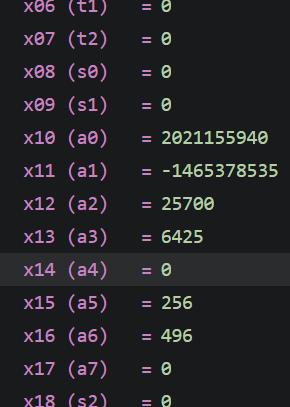 x06 (t1) = 0
x07 (t2) = 0
x08 (s0) = 0
x09 (s1) = 0
x10 (a0) = 2021155940
x11 (a1) = -1465378535
x12 (a2) = 25700
x13 (a3) = 6425
x14 (a4) = 0
x15 (a5) = 256
x16 (a6) = 496
x17 (a7) = 0
x18 (s2) = 0